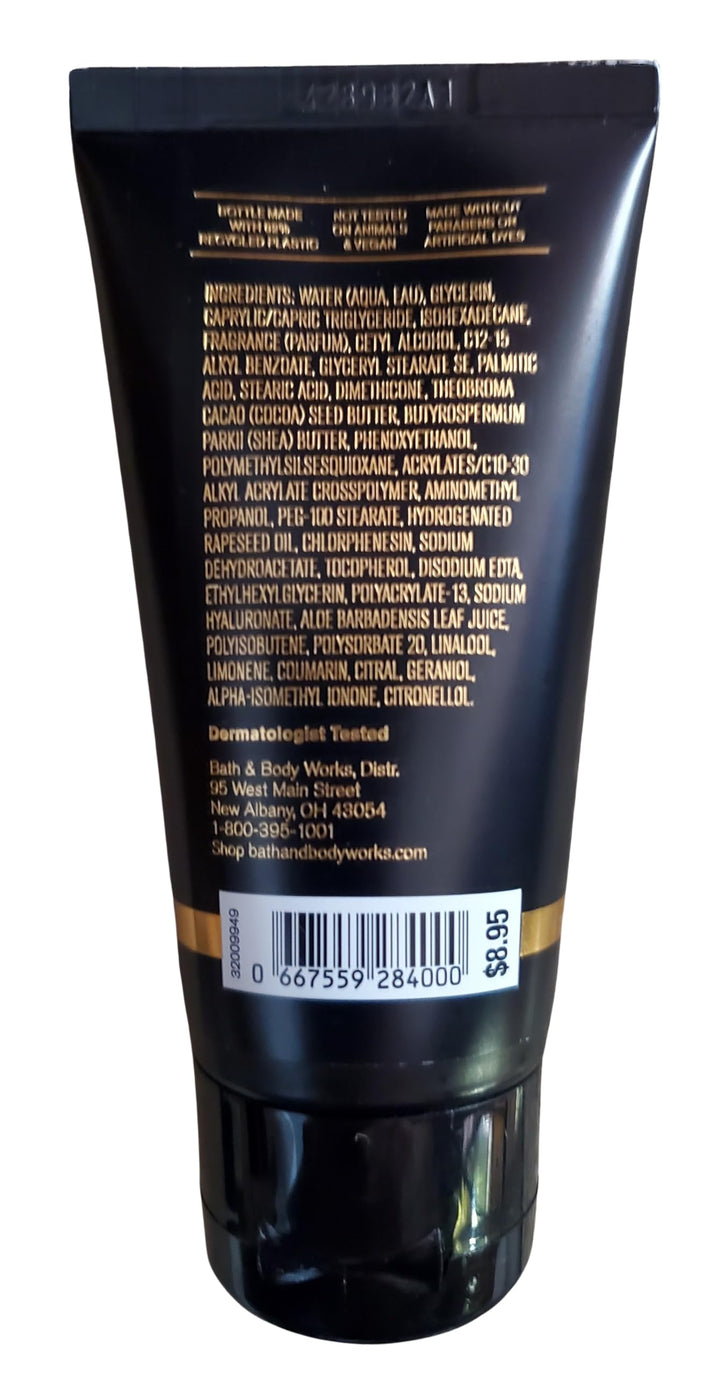 428982A1
BOTTLE MADE
RECYCLED PLASTIC
NOT TESTED
ON ANIMALS
& VEGAN
MADE WITHOUT
PARABENS OR
ARTIFICIAL DYES
INGREDIENTS: WATER (AQUA, EAU), GLYCERIN,
CAPRYLIC/CAPRIC TRIGLYCERIDE, ISOHEXADECANE,
FRAGRANCE (PARFUM), CETYL ALCOHOL, C12-15
ALKYL BENZOATE, GLYCERYL STEARATE SE, PALMITIC
ACID, STEARIC ACID, DIMETHICONE, THEOBROMA
CACAO (COCOA) SEED BUTTER, BUTYROSPERMUM
PARKII (SHEA) BUTTER, PHENOXYETHANOL,
POLYMETHYLSILSESQUIOXANE, ACRYLATES/C10-30
ALKYL ACRYLATE CROSSPOLYMER, AMINOMETHYL
PROPANOL, PEG-100 STEARATE, HYDROGENATED
RAPESEED OIL, CHLORPHENESIN, SODIUM
DEHYDROACETATE, TOCOPHEROL, DISODIUM EDTA,
ETHYLHEXYLGLYCERIN, POLYACRYLATE-13, SODIUM
HYALURONATE, ALOE BARBADENSIS LEAF JUICE,
POLYISOBUTENE, POLYSORBATE 20, LINALOOL,
LIMONENE, COUMARIN, CITRAL, GERANIOL,
ALPHA-ISOMETHYL IONONE, CITRONELLOL.
Dermatologist Tested
Bath & Body Works, Distr.
95 West Main Street
New Albany, OH 43054
1-800-395-1001
Shop bathandbodyworks.com
32009949
0 667559 284000
$8.95